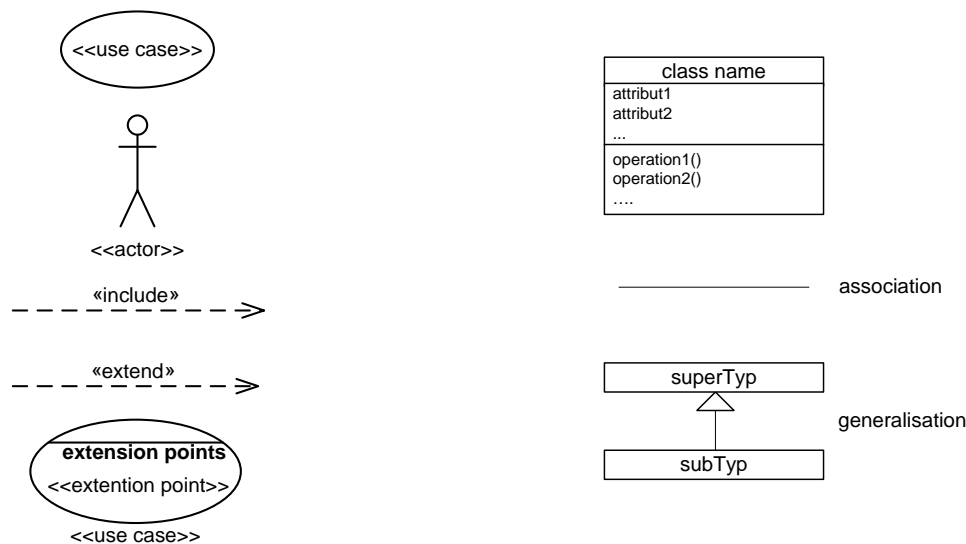 <<use case>>
<<actor>>
«include»
«extend»
extension points
<<extention point>>
<<use case>>
class name
attribut1
attribut2
...
operation1()
operation2()
....
association
superTyp
generalisation
subTyp